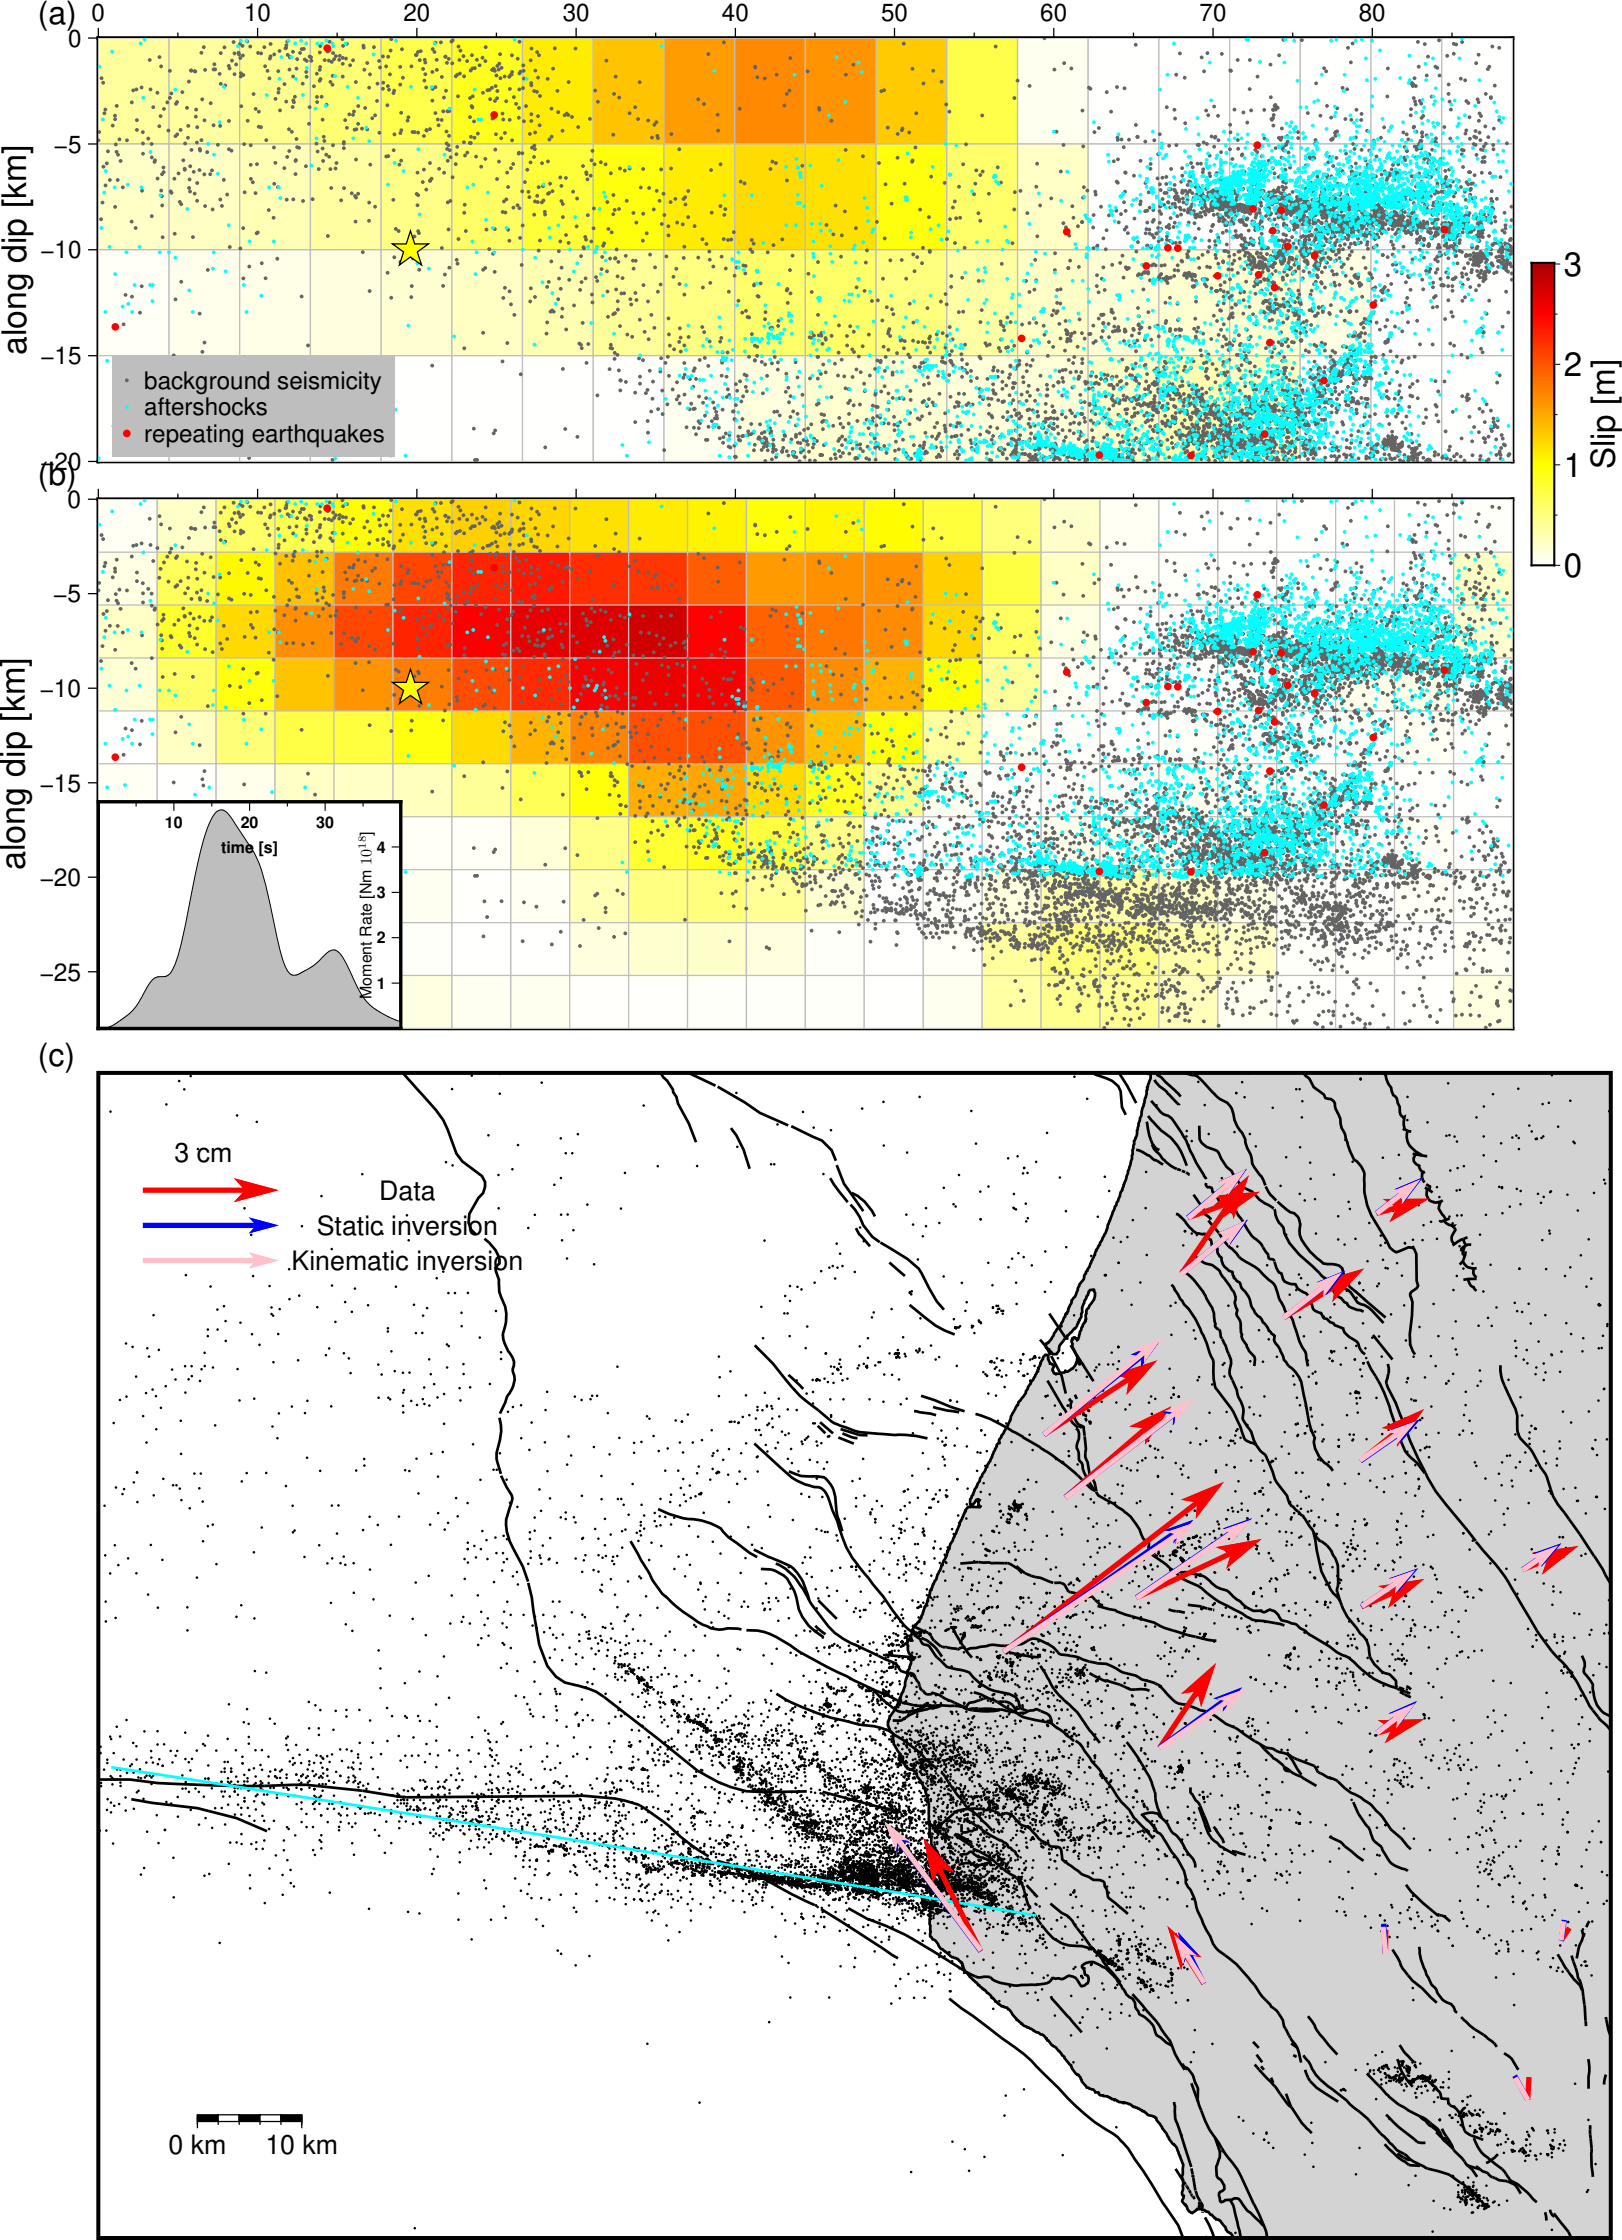 (a)
0 10 20 30 40 50 60 70 80
0
−5
−10
−15
−20
along dip [km]
background seismicity
aftershocks
repeating earthquakes
3
2
1
0
Slip [m]
(b)
0
−5
−10
−15
−20
−25
along dip [km]
10 20 30
time [s]
4
3
2
1
Moment Rate [Nm 10¹⁸]
(c)
3 cm
Data
Static inversion
Kinematic inversion
0 km 10 km